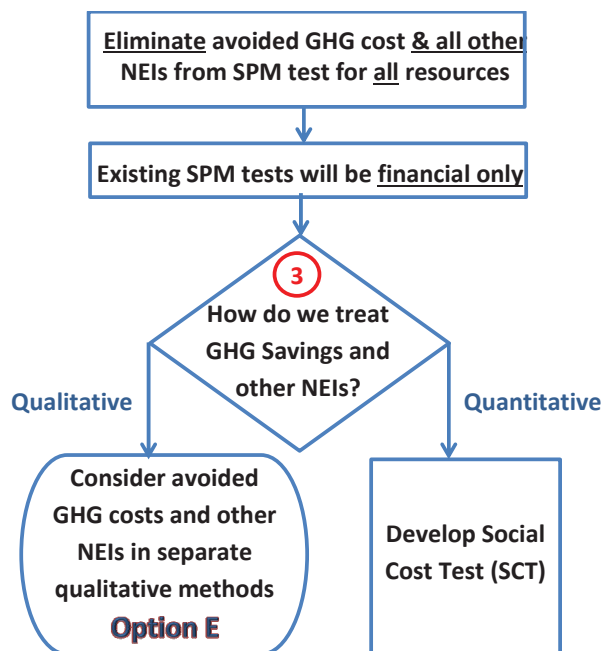 Eliminate avoided GHG cost & all other
NEIs from SPM test for all resources
Existing SPM tests will be financial only
3
How do we treat
GHG Savings and
other NEIs?
Qualitative
Quantitative
Consider avoided
GHG costs and other
NEIs in separate
qualitative methods
Option E
Develop Social
Cost Test (SCT)